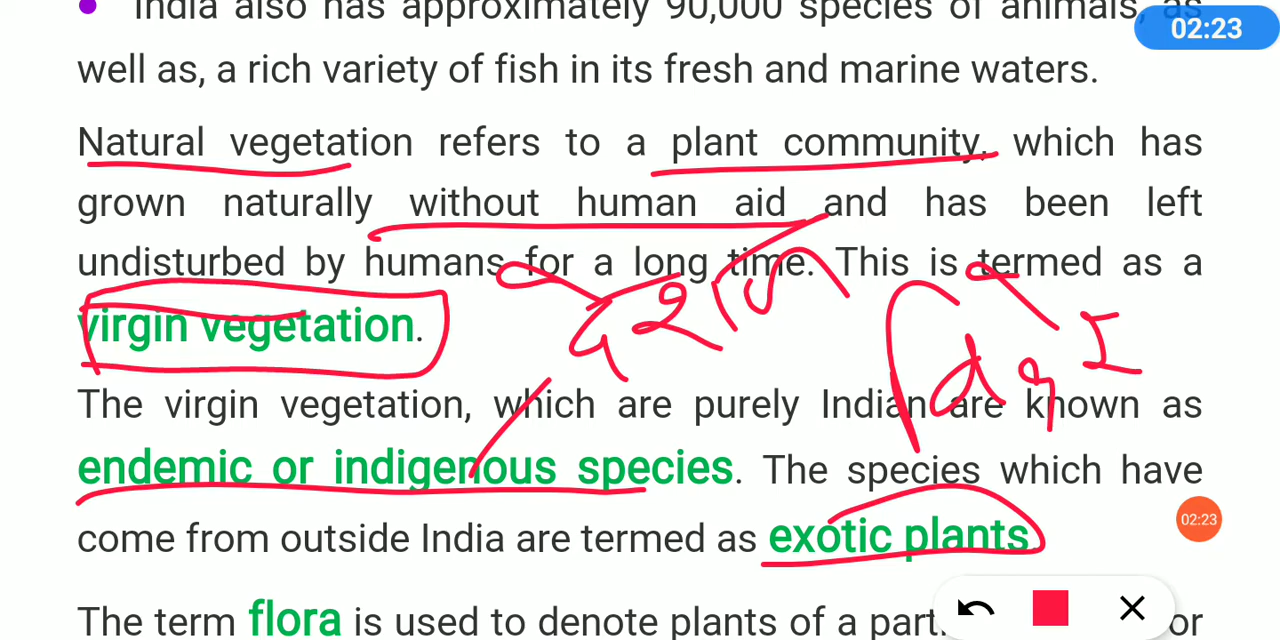 India also has approximately 90,000 species of animals, as
02:23
well as, a rich variety of fish in its fresh and marine waters.
Natural vegetation refers to a plant community, which has
grown naturally without human aid and has been left
undisturbed by humans for a long time. This is termed as a
virgin vegetation.
The virgin vegetation, which are purely Indian are known as
endemic or indigenous species. The species which have
02:23
come from outside India are termed as exotic plants.
The term flora is used to denote plants of a or